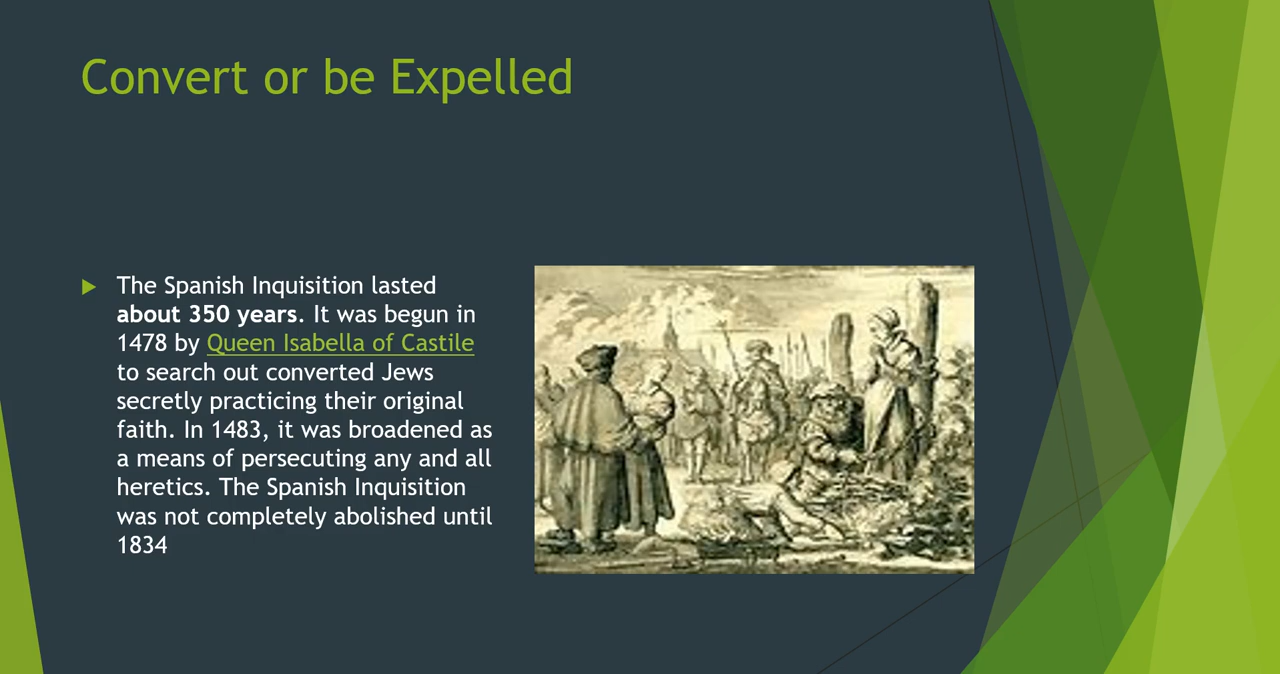 Convert or be Expelled
The Spanish Inquisition lasted
about 350 years. It was begun in
1478 by Queen Isabella of Castile
to search out converted Jews
secretly practicing their original
faith. In 1483, it was broadened as
a means of persecuting any and all
heretics. The Spanish Inquisition
was not completely abolished until
1834